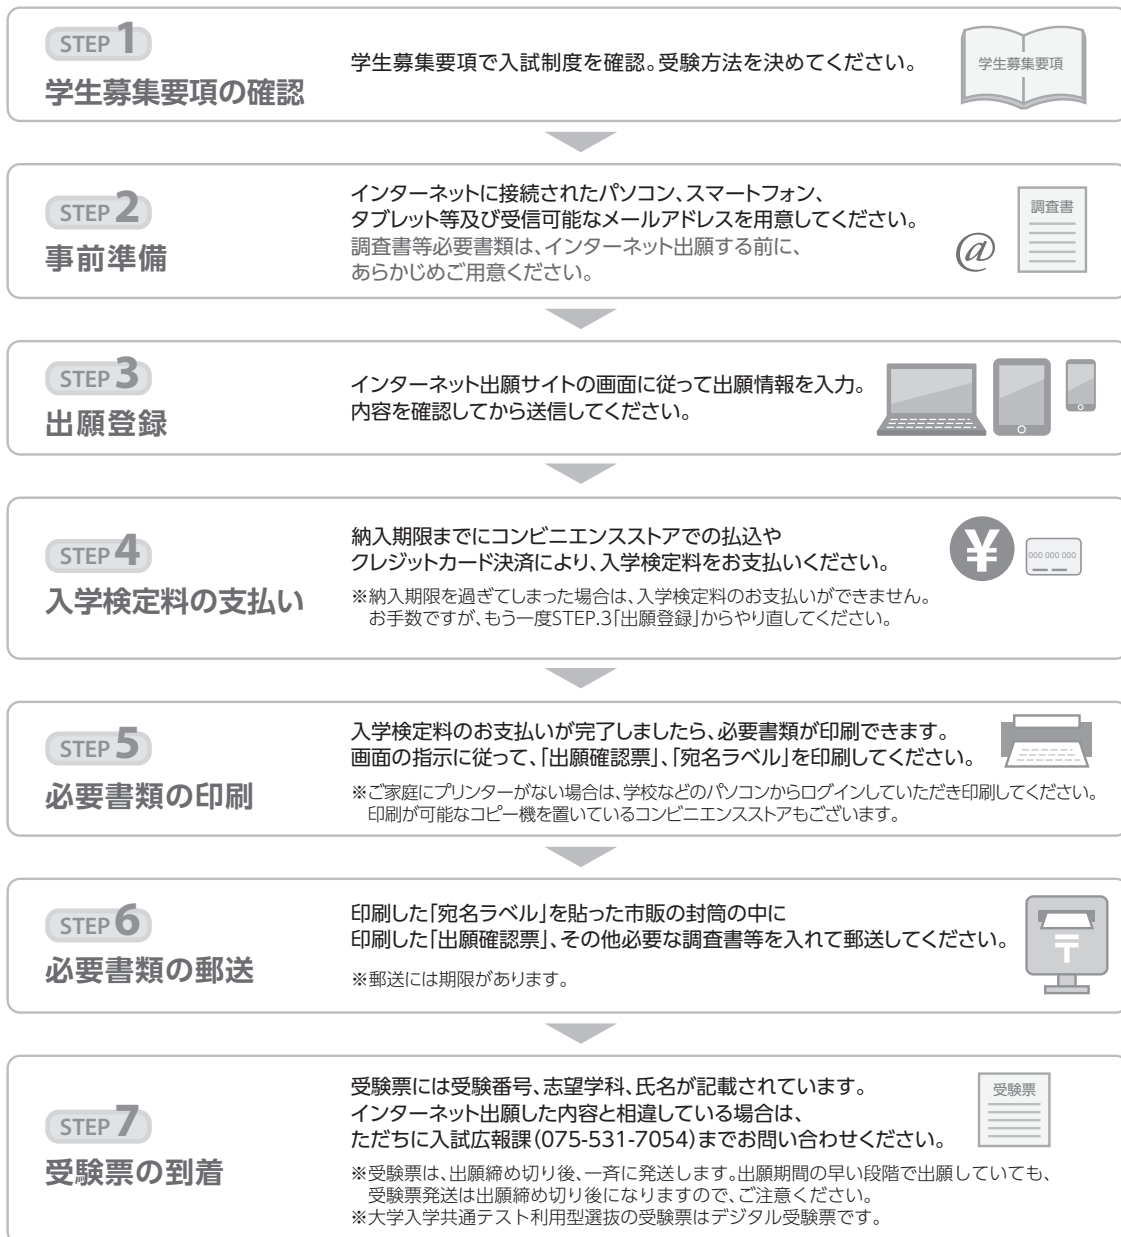 STEP 1
学生募集要項の確認
学生募集要項で入試制度を確認。受験方法を決めてください。
学生募集要項
STEP 2
事前準備
インターネットに接続されたパソコン、スマートフォン、
タブレット等及び受信可能なメールアドレスを用意してください。
調査書等必要書類は、インターネット出願する前に、
あらかじめご用意ください。
@
調査書
STEP 3
出願登録
インターネット出願サイトの画面に従って出願情報を入力。
内容を確認してから送信してください。
STEP 4
入学検定料の支払い
納入期限までにコンビニエンスストアでの払込や
クレジットカード決済により、入学検定料をお支払いください。
※納入期限を過ぎてしまった場合は、入学検定料のお支払いができません。
お手数ですが、もう一度STEP.3「出願登録」からやり直してください。
¥
000 000 000
STEP 5
必要書類の印刷
入学検定料のお支払いが完了しましたら、必要書類が印刷できます。
画面の指示に従って、「出願確認票」、「宛名ラベル」を印刷してください。
※ご家庭にプリンターがない場合は、学校などのパソコンからログインしていただき印刷してください。
印刷が可能なコピー機を置いているコンビニエンスストアもございます。
STEP 6
必要書類の郵送
印刷した「宛名ラベル」を貼った市販の封筒の中に
印刷した「出願確認票」、その他必要な調査書等を入れて郵送してください。
※郵送には期限があります。
〒
STEP 7
受験票の到着
受験票には受験番号、志望学科、氏名が記載されています。
インターネット出願した内容と相違している場合は、
ただちに入試広報課(075-531-7054)までお問い合わせください。
※受験票は、出願締め切り後、一斉に発送します。出願期間の早い段階で出願していても、
受験票発送は出願締め切り後になりますので、ご注意ください。
※大学入学共通テスト利用型選抜の受験票はデジタル受験票です。
受験票